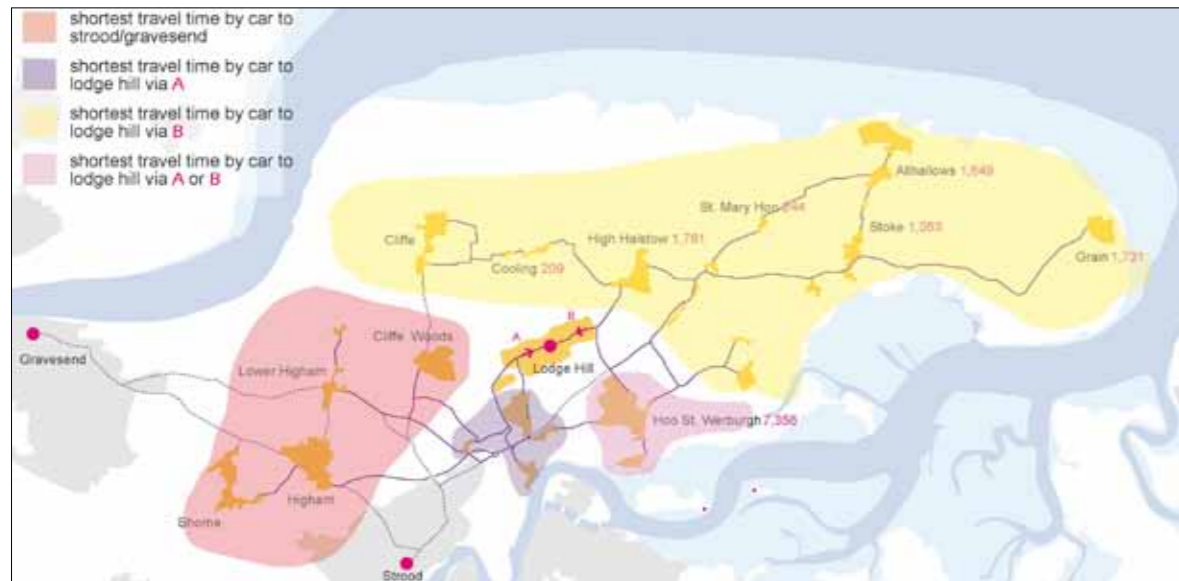 shortest travel time by car to
strood/gravesend
shortest travel time by car to
lodge hill via A
shortest travel time by car to
lodge hill via B
shortest travel time by car to
lodge hill via A or B
Allhallows 1,649
St. Mary Hoo 244
Stoke 1,053
Cliffe
High Halstow 1,781
Cooling 209
Grain 1,731
B
A
Cliffe Woods
Gravesend
Lodge Hill
Lower Higham
Hoo St. Werburgh 7,356
Higham
Shorne
Strood